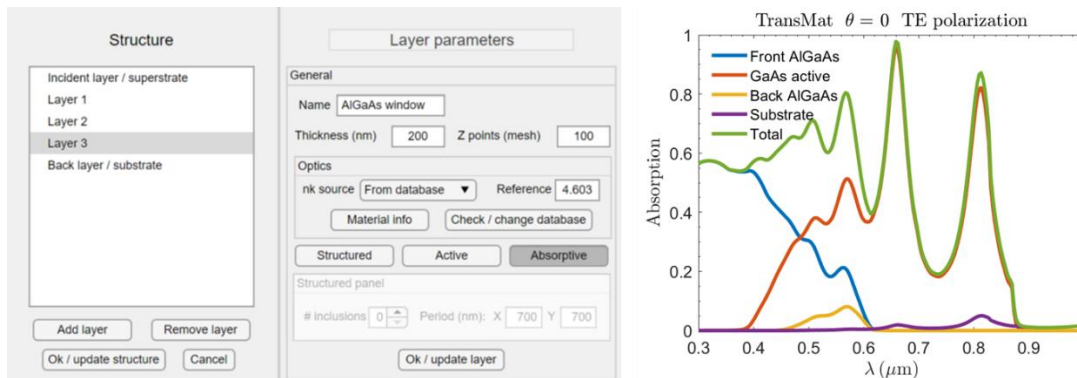 Structure
Incident layer / superstrate
Layer 1
Layer 2
Layer 3
Back layer / substrate
Add layer Remove layer
Ok / update structure Cancel
Layer parameters
General
Name AlGaAs window
Thickness (nm) 200 Z points (mesh) 100
Optics
nk source From database ▼ Reference 4.603
Material info Check / change database
Structured Active Absorptive
Structured panel
# inclusions 0 Period (nm): X 700 Y 700
Ok / update layer
TransMat θ = 0 TE polarization
Absorption
1
0.8
0.6
0.4
0.2
0
Front AlGaAs
GaAs active
Back AlGaAs
Substrate
Total
0.3 0.4 0.5 0.6 0.7 0.8 0.9
λ (μm)